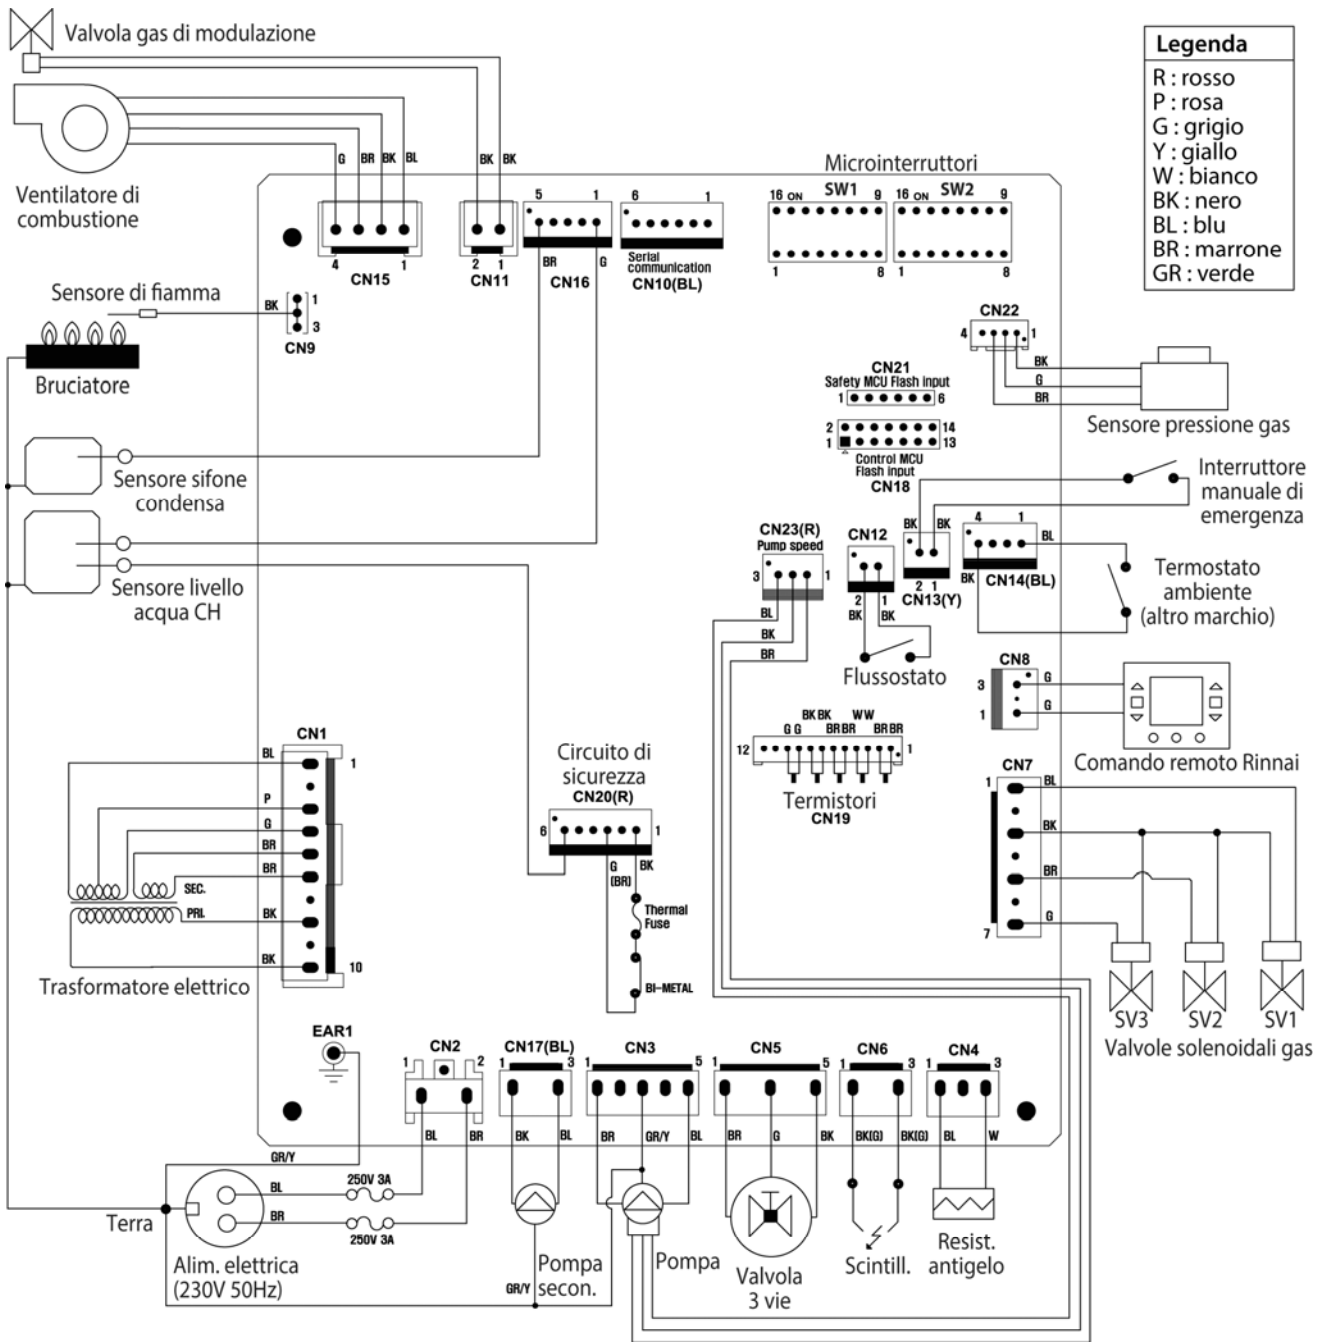 Valvola gas di modulazione
Ventilatore di
combustione
G BR BK BL
BK BK
4 1
CN15
2 1
CN11
5 1
BR G
CN16
6 1
Serial
communication
CN10(BL)
Microinterruttori
16 ON SW1 9
1 8
16 ON SW2 9
1 8
Legenda
R : rosso
P : rosa
G : grigio
Y : giallo
W : bianco
BK : nero
BL : blu
BR : marrone
GR : verde
Sensore di fiamma
BK
1
3
CN9
Bruciatore
CN22
4 1
BK
G
BR
Sensore pressione gas
CN21
Safety MCU Flash input
1 6
2 14
1 13
Control MCU
Flash input
CN18
Sensore sifone
condensa
Sensore livello
acqua CH
Interruttore
manuale di
emergenza
CN23(R)
Pump speed
3 1
BL
BK
BR
CN12
2 1
BK BK
Flussostato
BK BK
2 1
CN13(Y)
4 1
BL
BK
CN14(BL)
Termostato
ambiente
(altro marchio)
CN8
3 G
1 G
Comando remoto Rinnai
BK BK W W
G G BR BR BR BR
12 1
Termistori
CN19
CN1
BL 1
P
G
BR
BR
SEC.
PRI.
BK
BK 10
Trasformatore elettrico
Circuito di
sicurezza
CN20(R)
6 1
G
(BR)
BK
Thermal
Fuse
BI-METAL
CN7
1 BL
BK
BR
7 G
SV3 SV2 SV1
Valvole solenoidali gas
EAR1
CN2
1 2
BL BR
CN17(BL)
1 3
BK BL
CN3
1 5
BR GR/Y BL
CN5
1 5
BR G BK
CN6
1 3
BK(G) BK(G)
CN4
1 3
BL W
GR/Y
BL 250V 3A
BR 250V 3A
Terra
Alim. elettrica
(230V 50Hz)
GR/Y
Pompa
secon.
Pompa
Valvola
3 vie
Scintill.
Resist.
antigelo